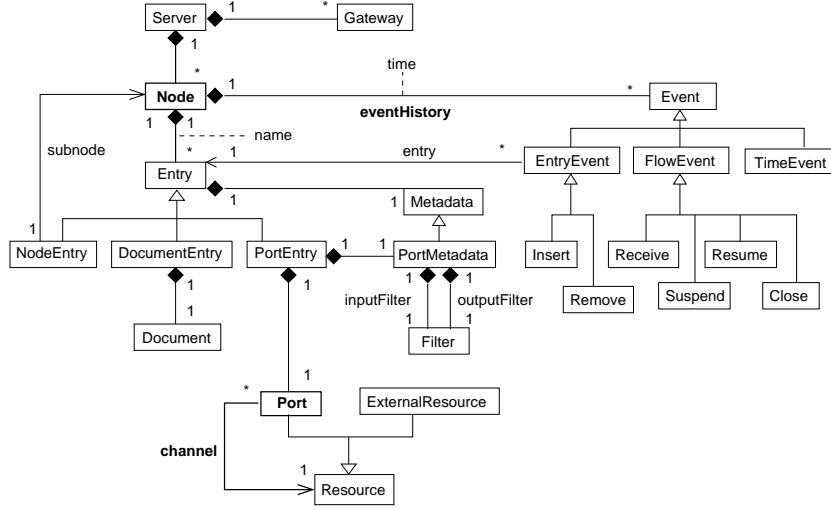 Server 1 * Gateway
1
time
* 1 *
Node Event
1 1 eventHistory
name
subnode entry
* 1 * EntryEvent FlowEvent TimeEvent
Entry
1 1 Metadata
1
NodeEntry DocumentEntry PortEntry 1 1 PortMetadata Insert Receive Resume
1 1 1 1
inputFilter outputFilter Remove Suspend Close
1 1 1 1
Document Filter
1
* Port ExternalResource
channel
1
Resource